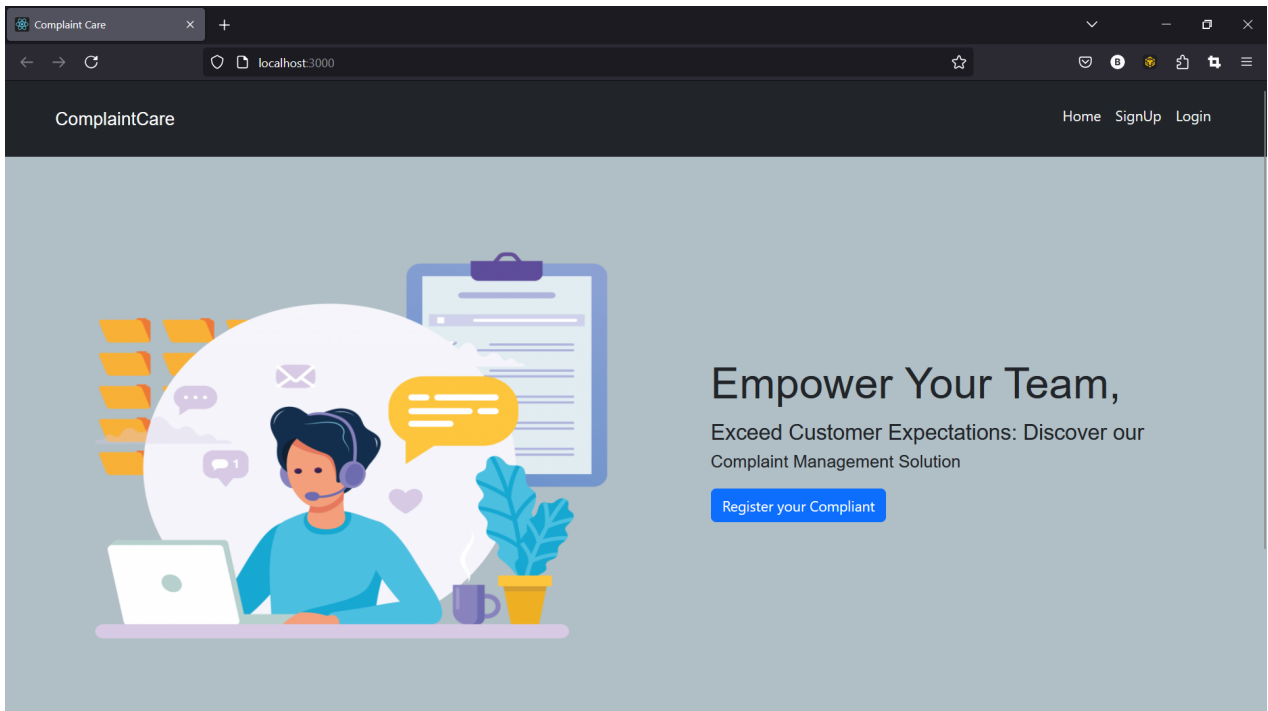 Complaint Care
localhost:3000
B
ComplaintCare
Home SignUp Login
1
Empower Your Team,
Exceed Customer Expectations: Discover our
Complaint Management Solution
Register your Compliant